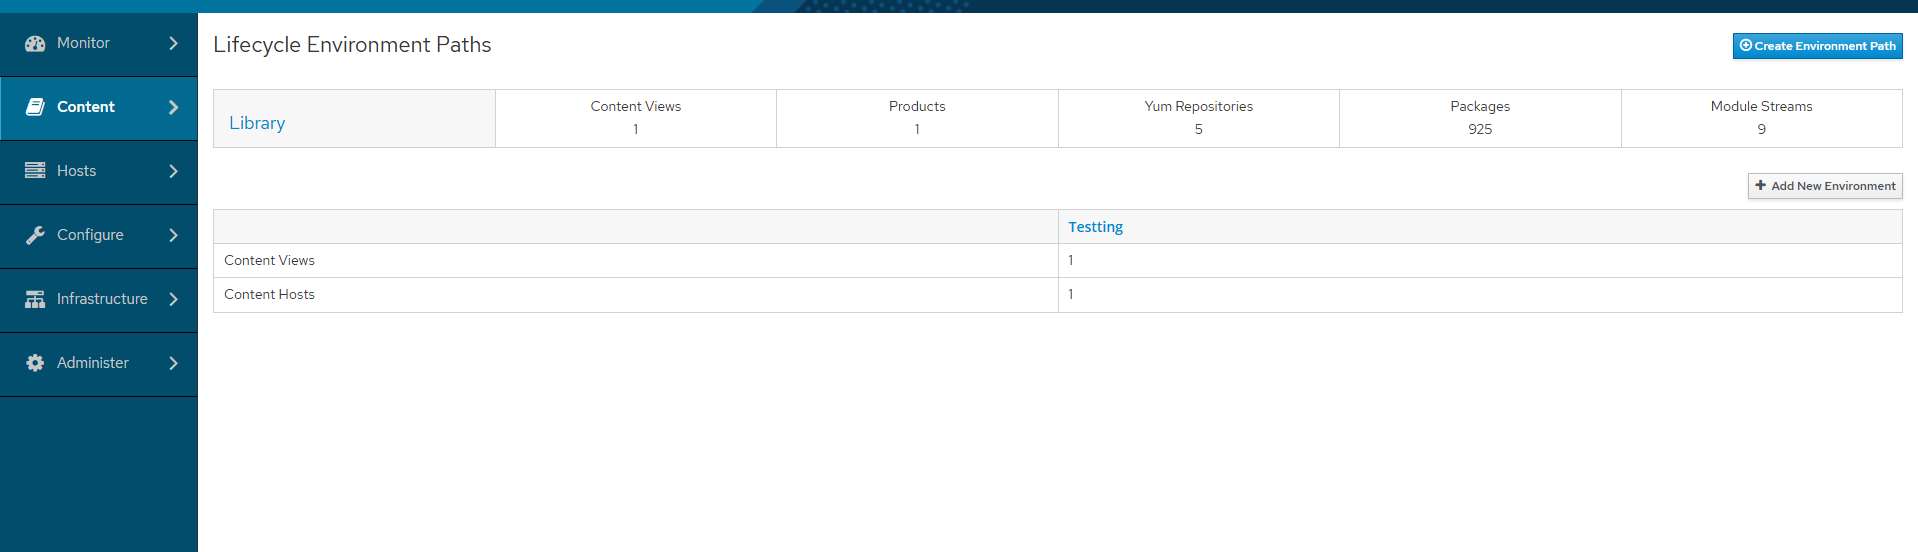 Monitor
Content
Hosts
Configure
Infrastructure
Administer
Lifecycle Environment Paths
Create Environment Path
Library
Content Views Products Yum Repositories Packages Module Streams
1 1 5 925 9
Add New Environment
Testting
Content Views 1
Content Hosts 1